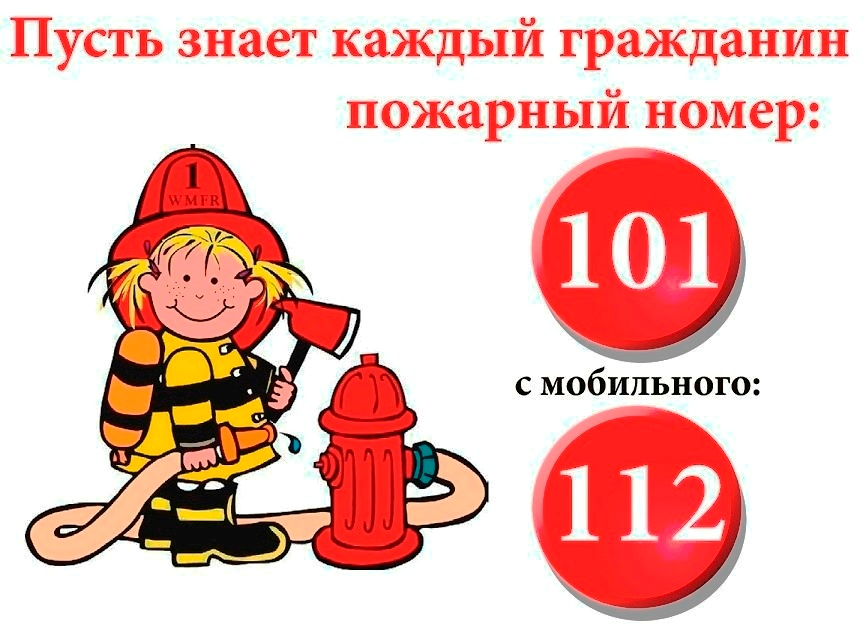 Пусть знает каждый гражданин
пожарный номер:
1
WMFR
101
с мобильного:
112